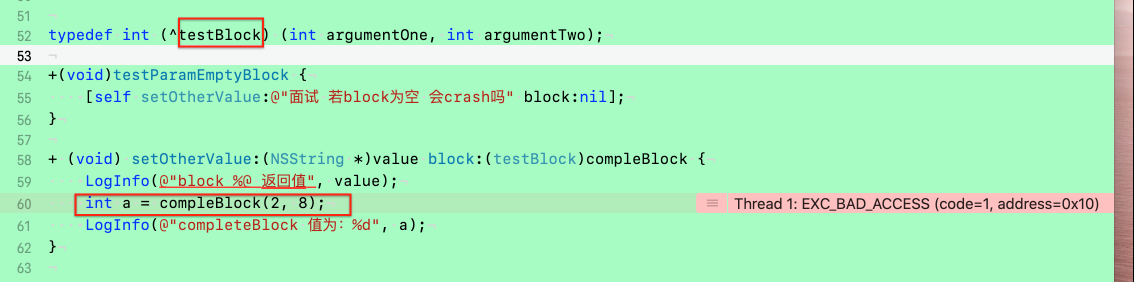 51
52 typedef int (^testBlock) (int argumentOne, int argumentTwo);
53
54 +(void)testParamEmptyBlock {
55 [self setOtherValue:@"面试 若block为空 会crash吗" block:nil];
56 }
57
58 + (void) setOtherValue:(NSString *)value block:(testBlock)compleBlock {
59 LogInfo(@"block %@ 返回值", value);
60 int a = compleBlock(2, 8); Thread 1: EXC_BAD_ACCESS (code=1, address=0x10)
61 LogInfo(@"completeBlock 值为：%d", a);
62 }
63